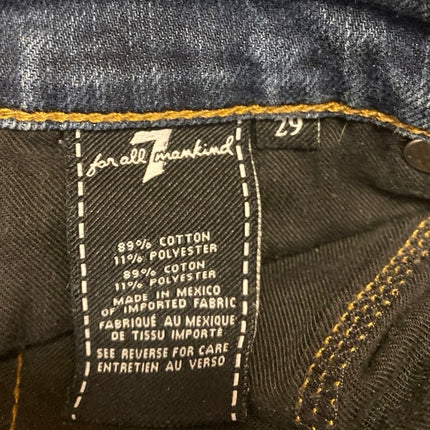 for all 7 mankind
29
89% COTTON
11% POLYESTER
89% COTON
11% POLYESTER
MADE IN MEXICO
OF IMPORTED FABRIC
FABRIQUÉ AU MEXIQUE
DE TISSU IMPORTÉ
SEE REVERSE FOR CARE
ENTRETIEN AU VERSO